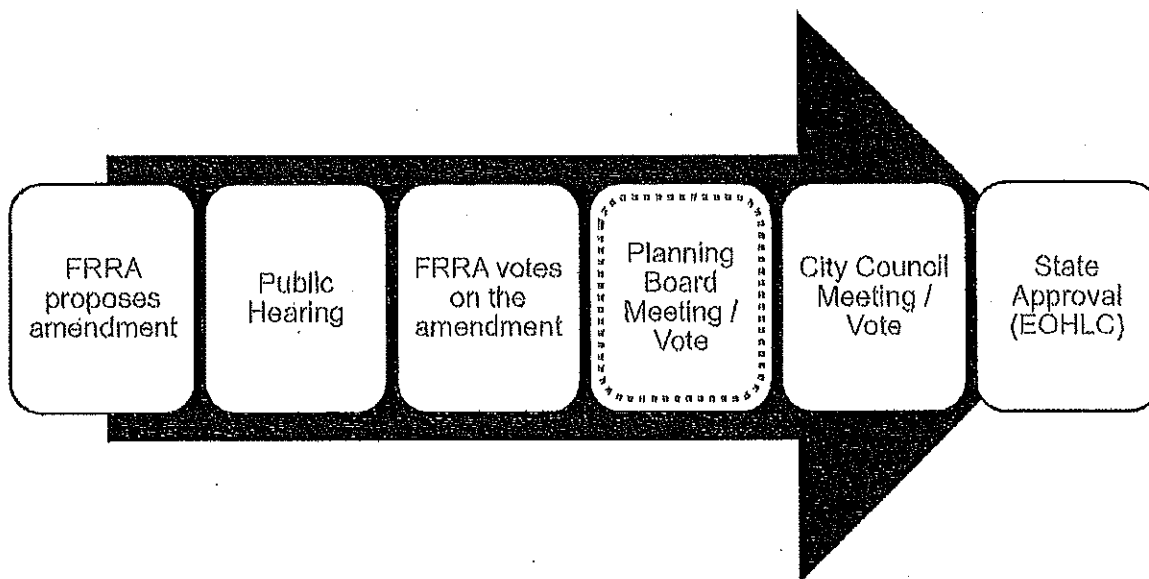 FRRA
proposes
amendment
Public
Hearing
FRRA votes
on the
amendment
Planning
Board
Meeting /
Vote
City Council
Meeting /
Vote
State
Approval
(EOHLC)